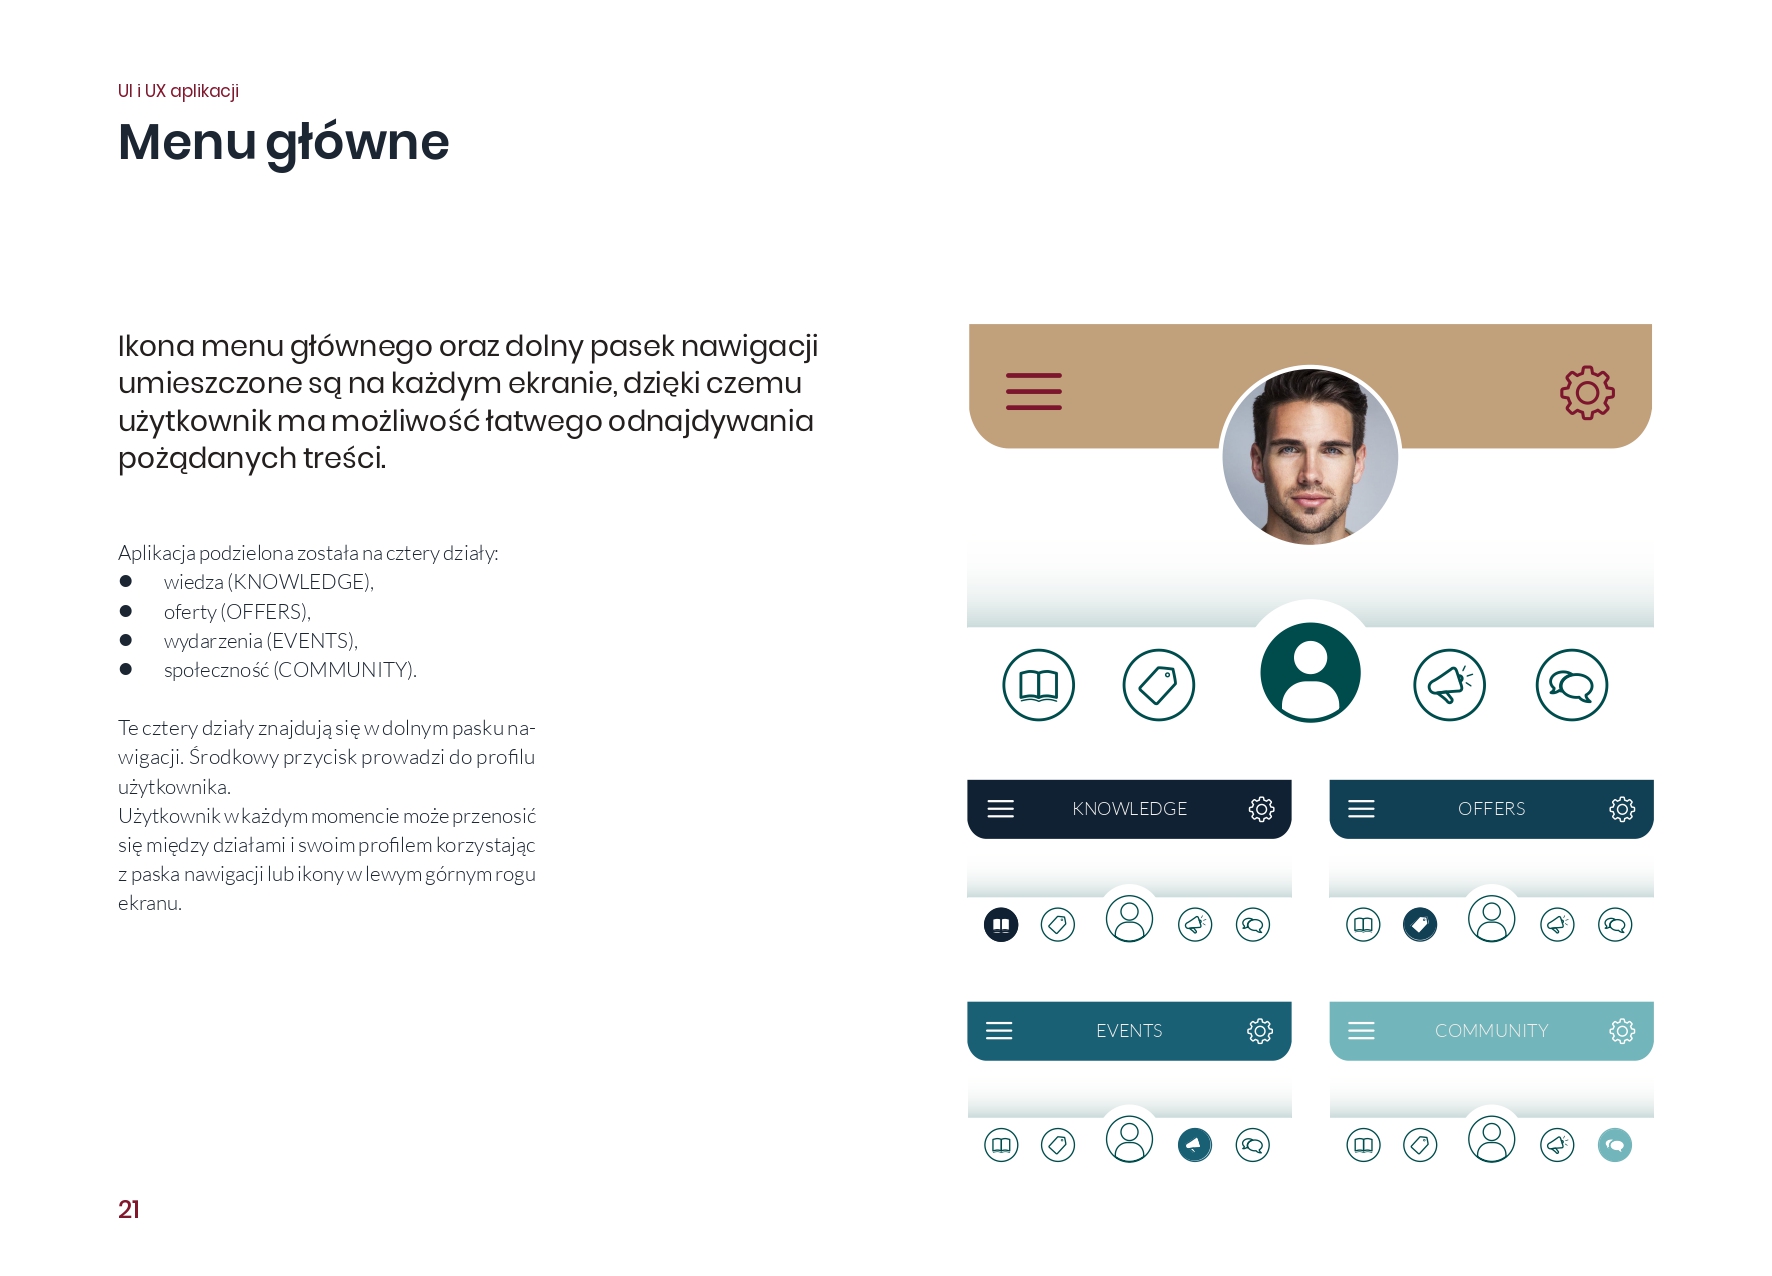 UI i UX aplikacji
Menu główne
Ikona menu głównego oraz dolny pasek nawigacji
umieszczone są na każdym ekranie, dzięki czemu
użytkownik ma możliwość łatwego odnajdywania
pożądanych treści.
Aplikacja podzielona została na cztery działy:
● wiedza (KNOWLEDGE),
● oferty (OFFERS),
● wydarzenia (EVENTS),
● społeczność (COMMUNITY).
Te cztery działy znajdują się w dolnym pasku na-
wigacji. Środkowy przycisk prowadzi do profilu
użytkownika.
Użytkownik w każdym momencie może przenosić
się między działami i swoim profilem korzystając
z paska nawigacji lub ikony w lewym górnym rogu
ekranu.
KNOWLEDGE
OFFERS
EVENTS
COMMUNITY
21